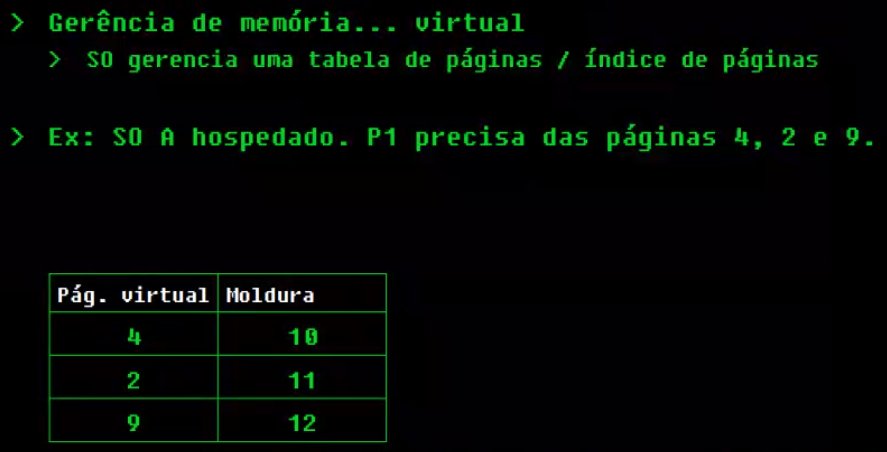 > Gerência de memória... virtual
> SO gerencia uma tabela de páginas / índice de páginas
> Ex: SO A hospedado. P1 precisa das páginas 4, 2 e 9.
Pág. virtual Moldura
4 10
2 11
9 12